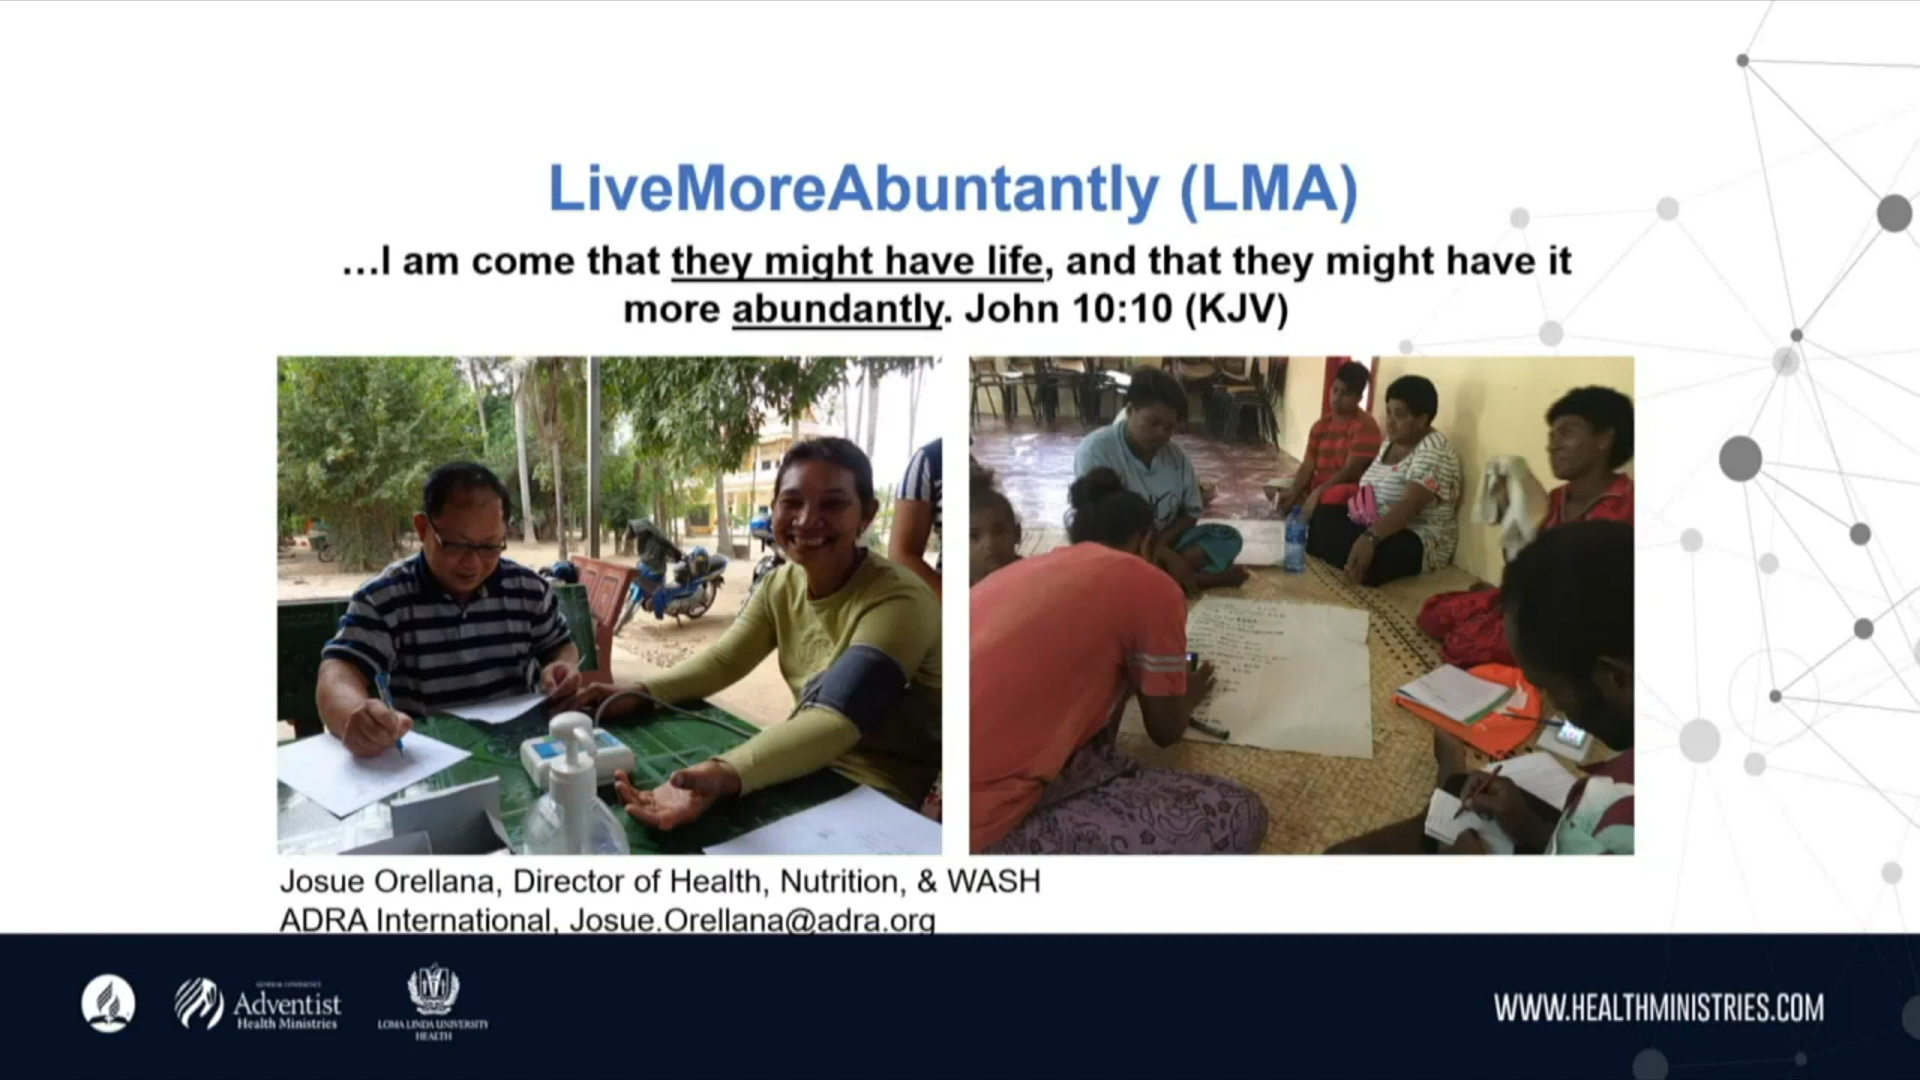 LiveMoreAbuntantly (LMA)
...I am come that they might have life, and that they might have it
more abundantly. John 10:10 (KJV)
Josue Orellana, Director of Health, Nutrition, & WASH
ADRA International, Josue.Orellana@adra.org
GENERAL CONFERENCE
Adventist
Health Ministries
LOMA LINDA UNIVERSITY
HEALTH
WWW.HEALTHMINISTRIES.COM